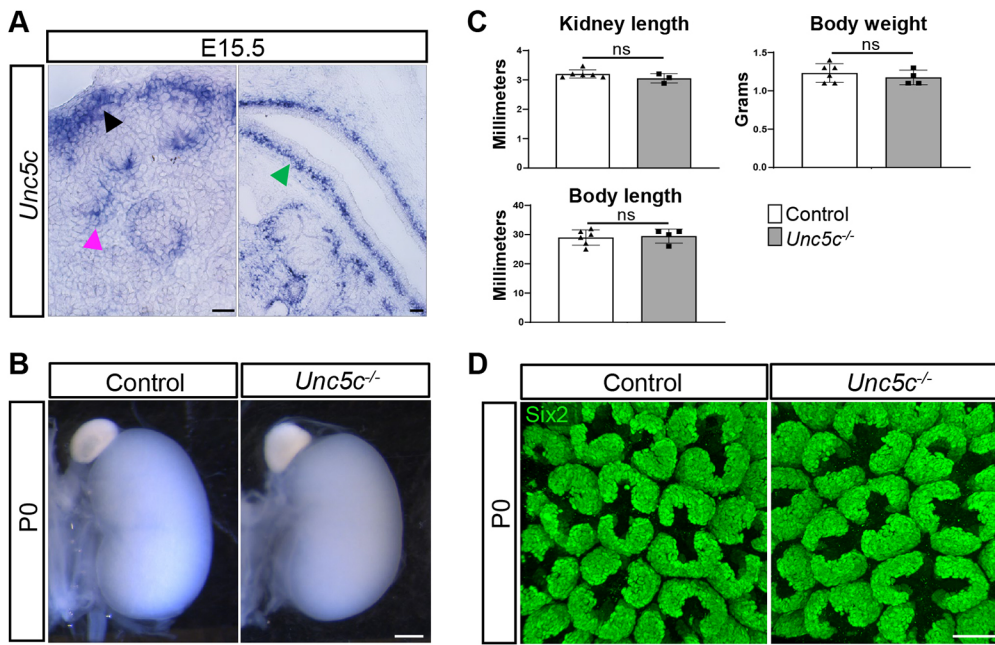 A
E15.5
Unc5c
B
Control
Unc5c-/-
P0
C
Kidney length
ns
Millimeters
4
3
2
1
0
Body weight
ns
Grams
1.5
1.0
0.5
0.0
Body length
ns
Millimeters
40
30
20
10
0
Control
Unc5c-/-
D
Control
Unc5c-/-
P0
Six2